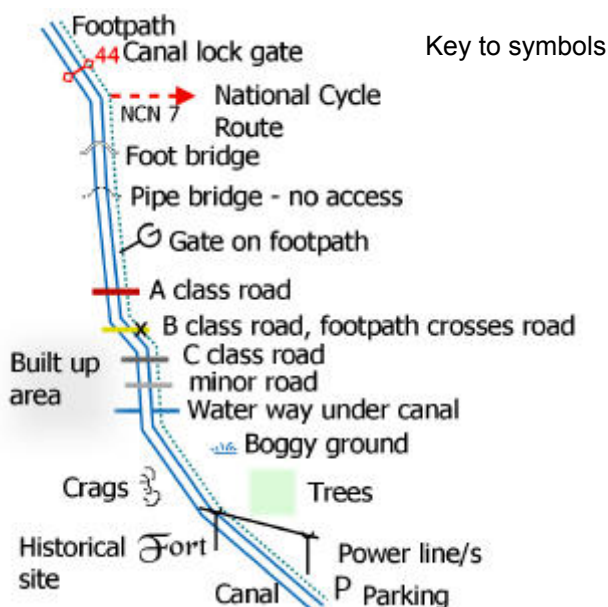 Footpath
44 Canal lock gate
Key to symbols
NCN 7
National Cycle
Route
Foot bridge
Pipe bridge - no access
G Gate on footpath
A class road
B class road, footpath crosses road
Built up
area
C class road
minor road
Water way under canal
Boggy ground
Crags
Trees
Historical
site
Fort
Power line/s
Canal
P Parking